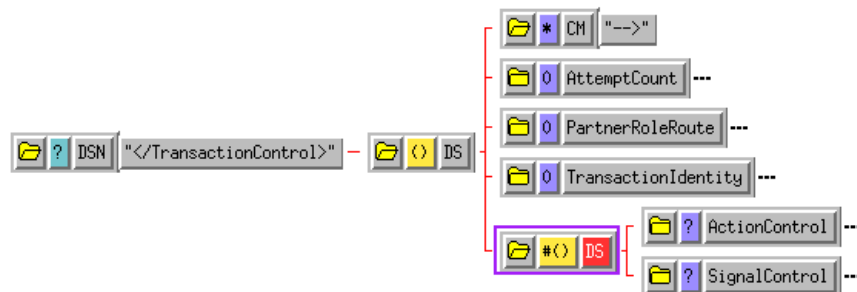 * CM "-->"
0 AttemptCount
0 PartnerRoleRoute
? DSN "</TransactionControl>" () DS
0 TransactionIdentity
#() DS
? ActionControl
? SignalControl